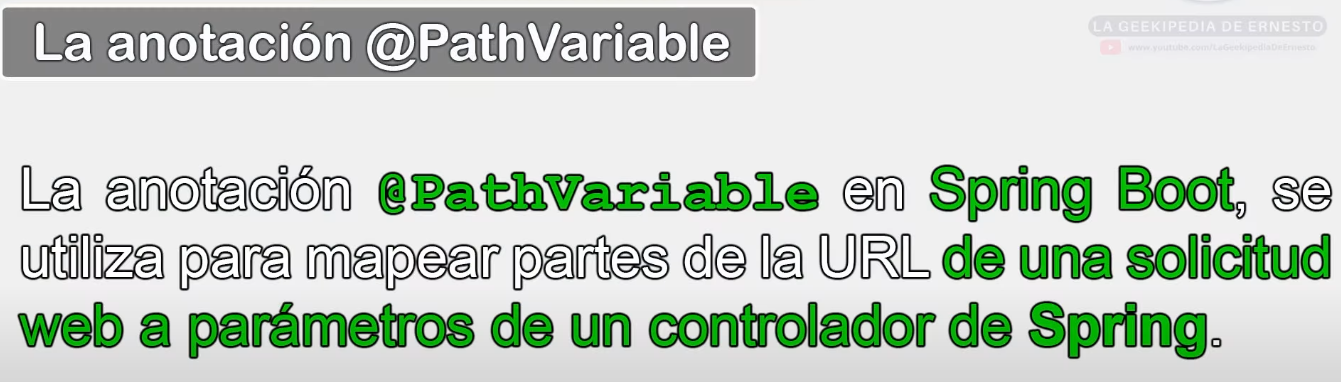 La anotación @PathVariable
LA GEEKIPEDIA DE ERNESTO
www.youtube.com/LaGeekipediaDeErnesto
La anotación @PathVariable en Spring Boot, se
utiliza para mapear partes de la URL de una solicitud
web a parámetros de un controlador de Spring.